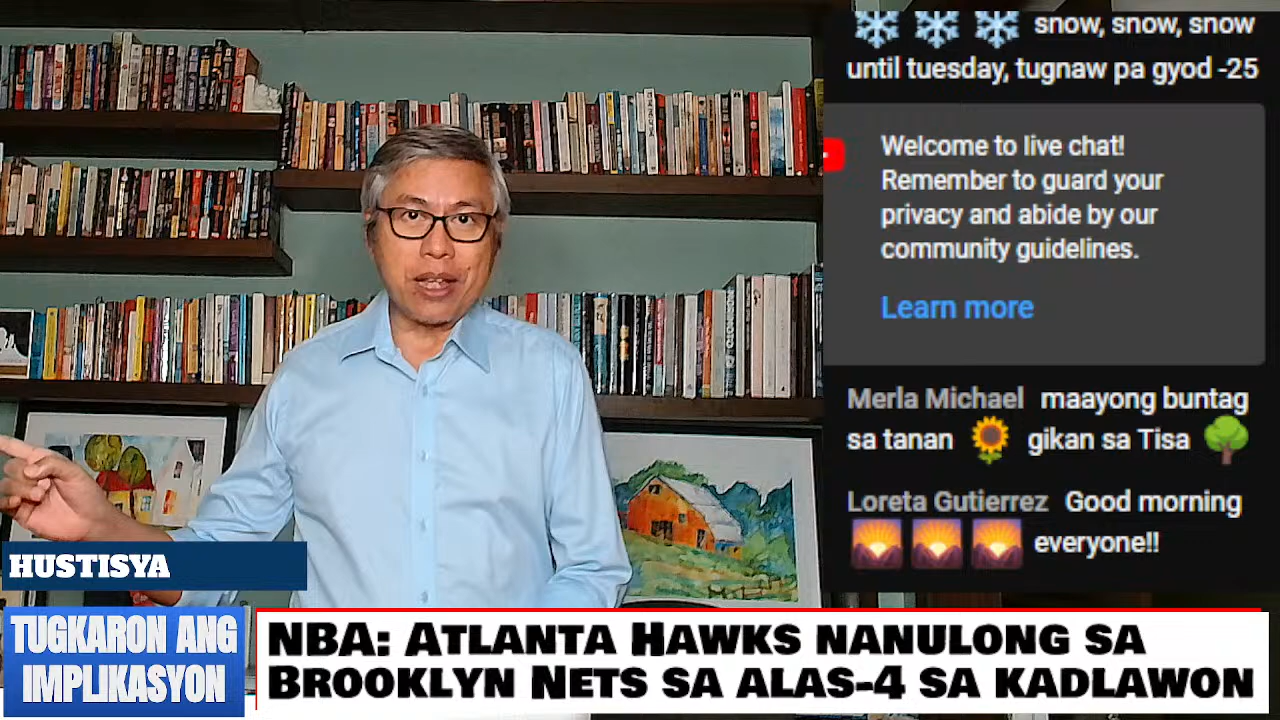 snow, snow, snow
until tuesday, tugnaw pa gyod -25
Welcome to live chat!
Remember to guard your
privacy and abide by our
community guidelines.
Learn more
Merla Michael maayong buntag
sa tanan gikan sa Tisa
Loreta Gutierrez Good morning
everyone!!
HUSTISYA
TUGKARON ANG
IMPLIKASYON
NBA: ATLANTA HAWKS NANULONG SA
BROOKLYN NETS SA ALAS-4 SA KADLAWON